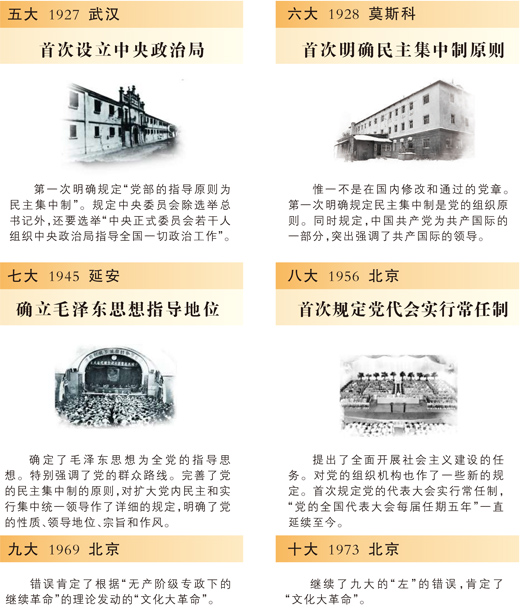 五大 1927 武汉
首次设立中央政治局
第一次明确规定“党部的指导原则为
民主集中制”。规定中央委员会除选举总
书记外，还要选举“中央正式委员会若干人
组织中央政治局指导全国一切政治工作”。
六大 1928 莫斯科
首次明确民主集中制原则
惟一不是在国内修改和通过的党章。
第一次明确规定民主集中制是党的组织原
则。同时规定，中国共产党为共产国际的
一部分，突出强调了共产国际的领导。
七大 1945 延安
确立毛泽东思想指导地位
确定了毛泽东思想为全党的指导思
想。特别强调了党的群众路线。完善了党
的民主集中制的原则，对扩大党内民主和实
行集中统一领导作了详细的规定，明确了党
的性质、领导地位、宗旨和作风。
八大 1956 北京
首次规定党代会实行常任制
提出了全面开展社会主义建设的任
务。对党的组织机构也作了一些新的规
定。首次规定党的代表大会实行常任制，
“党的全国代表大会每届任期五年”一直
延续至今。
九大 1969 北京
错误肯定了根据“无产阶级专政下的
继续革命”的理论发动的“文化大革命”。
十大 1973 北京
继续了九大的“左”的错误，肯定了
“文化大革命”。